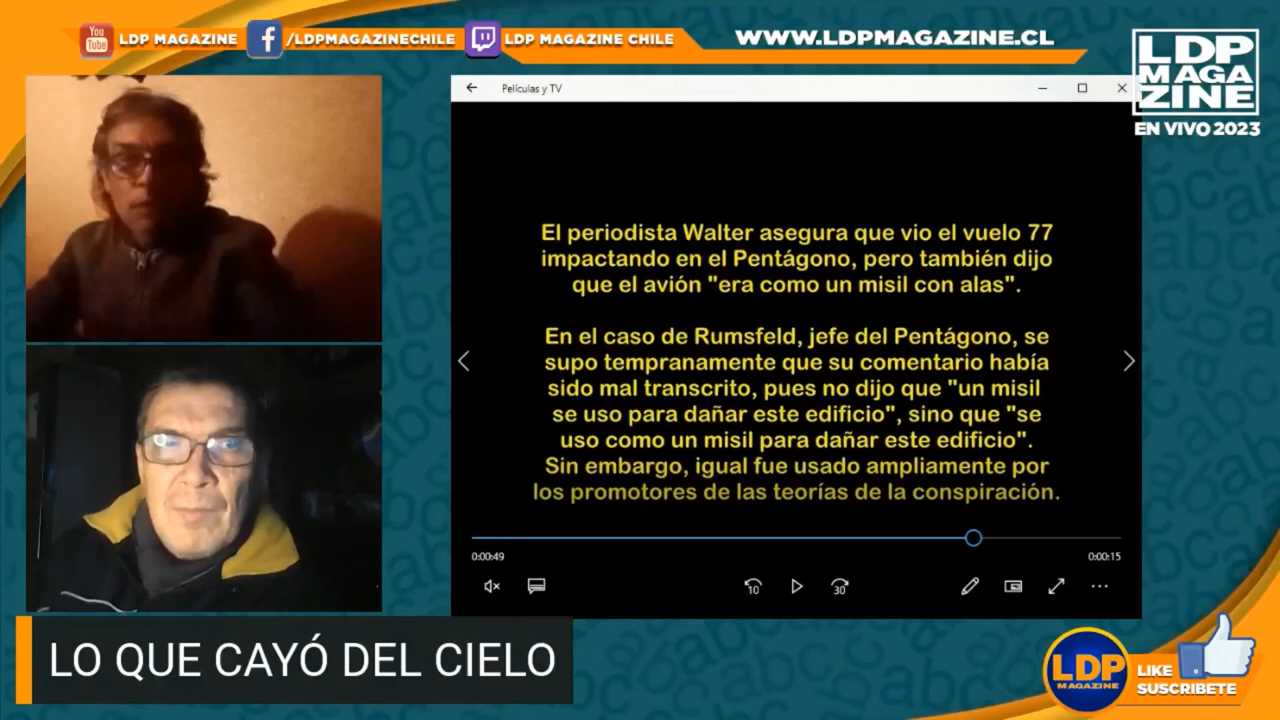 You
Tube
LDP MAGAZINE
/LDPMAGAZINECHILE
LDP MAGAZINE CHILE
WWW.LDPMAGAZINE.CL
LDP
MAGA
ZINE
EN VIVO 2023
Películas y TV
El periodista Walter asegura que vio el vuelo 77
impactando en el Pentágono, pero también dijo
que el avión "era como un misil con alas".
En el caso de Rumsfeld, jefe del Pentágono, se
supo tempranamente que su comentario había
sido mal transcrito, pues no dijo que "un misil
se uso para dañar este edificio", sino que "se
uso como un misil para dañar este edificio".
Sin embargo, igual fue usado ampliamente por
los promotores de las teorías de la conspiración.
0:00:49
0:00:15
10
30
LO QUE CAYÓ DEL CIELO
LDP
MAGAZINE
LIKE
SUSCRIBETE